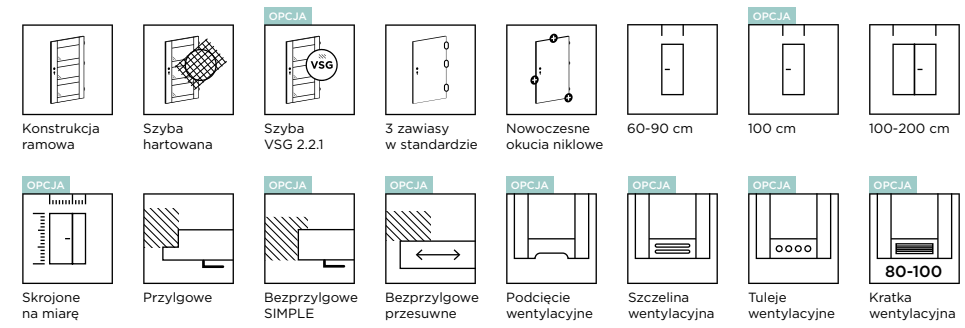 OPCJA
OPCJA
VSG
Konstrukcja
ramowa
Szyba
hartowana
Szyba
VSG 2.2.1
3 zawiasy
w standardzie
Nowoczesne
okucia niklowe
60-90 cm
100 cm
100-200 cm
OPCJA
OPCJA
OPCJA
OPCJA
OPCJA
OPCJA
OPCJA
80-100
Skrojone
na miarę
Przylgowe
Bezprzylgowe
SIMPLE
Bezprzylgowe
przesuwne
Podcięcie
wentylacyjne
Szczelina
wentylacyjna
Tuleje
wentylacyjne
Kratka
wentylacyjna